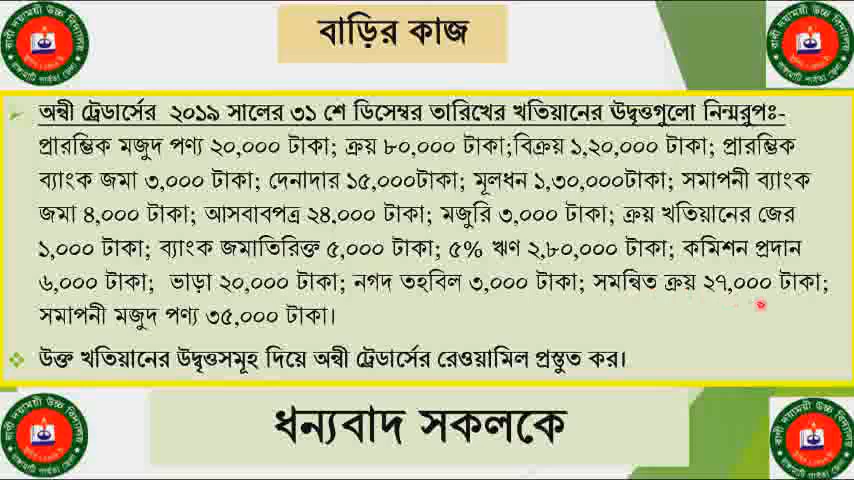 বাড়ির কাজ
অন্বী ট্রেডার্সের ২০১৯ সালের ৩১ শে ডিসেম্বর তারিখের খতিয়ানের উদ্বৃত্তগুলো নিন্মরুপঃ-
প্রারম্ভিক মজুদ পণ্য ২০,০০০ টাকা; ক্রয় ৮০,০০০ টাকা;বিক্রয় ১,২০,০০০ টাকা; প্রারম্ভিক
ব্যাংক জমা ৩,০০০ টাকা; দেনাদার ১৫,০০০টাকা; মূলধন ১,৩০,০০০টাকা; সমাপনী ব্যাংক
জমা ৪,০০০ টাকা; আসবাবপত্র ২৪,০০০ টাকা; মজুরি ৩,০০০ টাকা; ক্রয় খতিয়ানের জের
১,০০০ টাকা; ব্যাংক জমাতিরিক্ত ৫,০০০ টাকা; ৫% ঋণ ২,৮০,০০০ টাকা; কমিশন প্রদান
৬,০০০ টাকা; ভাড়া ২০,০০০ টাকা; নগদ তহবিল ৩,০০০ টাকা; সমন্বিত ক্রয় ২৭,০০০ টাকা;
সমাপনী মজুদ পণ্য ৩৫,০০০ টাকা।
উক্ত খতিয়ানের উদ্বৃত্তসমূহ দিয়ে অন্বী ট্রেডার্সের রেওয়ামিল প্রস্তুত কর।
ধন্যবাদ সকলকে